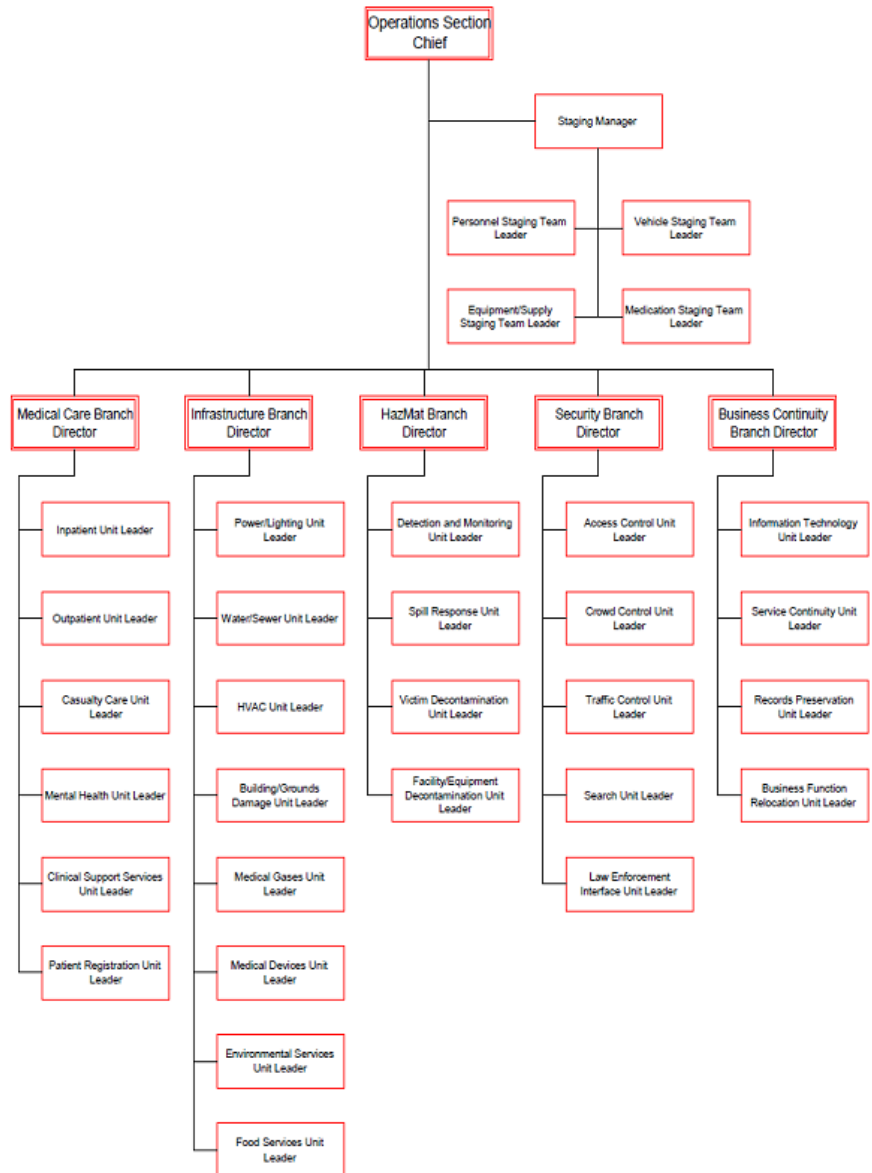 Operations Section
Chief
Staging Manager
Personnel Staging Team
Leader
Vehicle Staging Team
Leader
Equipment/Supply
Staging Team Leader
Medication Staging Team
Leader
Medical Care Branch
Director
Infrastructure Branch
Director
HazMat Branch
Director
Security Branch
Director
Business Continuity
Branch Director
Inpatient Unit Leader
Outpatient Unit Leader
Casualty Care Unit
Leader
Mental Health Unit Leader
Clinical Support Services
Unit Leader
Patient Registration Unit
Leader
Power/Lighting Unit
Leader
Water/Sewer Unit Leader
HVAC Unit Leader
Building/Grounds
Damage Unit Leader
Medical Gases Unit
Leader
Medical Devices Unit
Leader
Environmental Services
Unit Leader
Food Services Unit
Leader
Detection and Monitoring
Unit Leader
Spill Response Unit
Leader
Victim Decontamination
Unit Leader
Facility/Equipment
Decontamination Unit
Leader
Access Control Unit
Leader
Crowd Control Unit
Leader
Traffic Control Unit
Leader
Search Unit Leader
Law Enforcement
Interface Unit Leader
Information Technology
Unit Leader
Service Continuity Unit
Leader
Records Preservation
Unit Leader
Business Function
Relocation Unit Leader